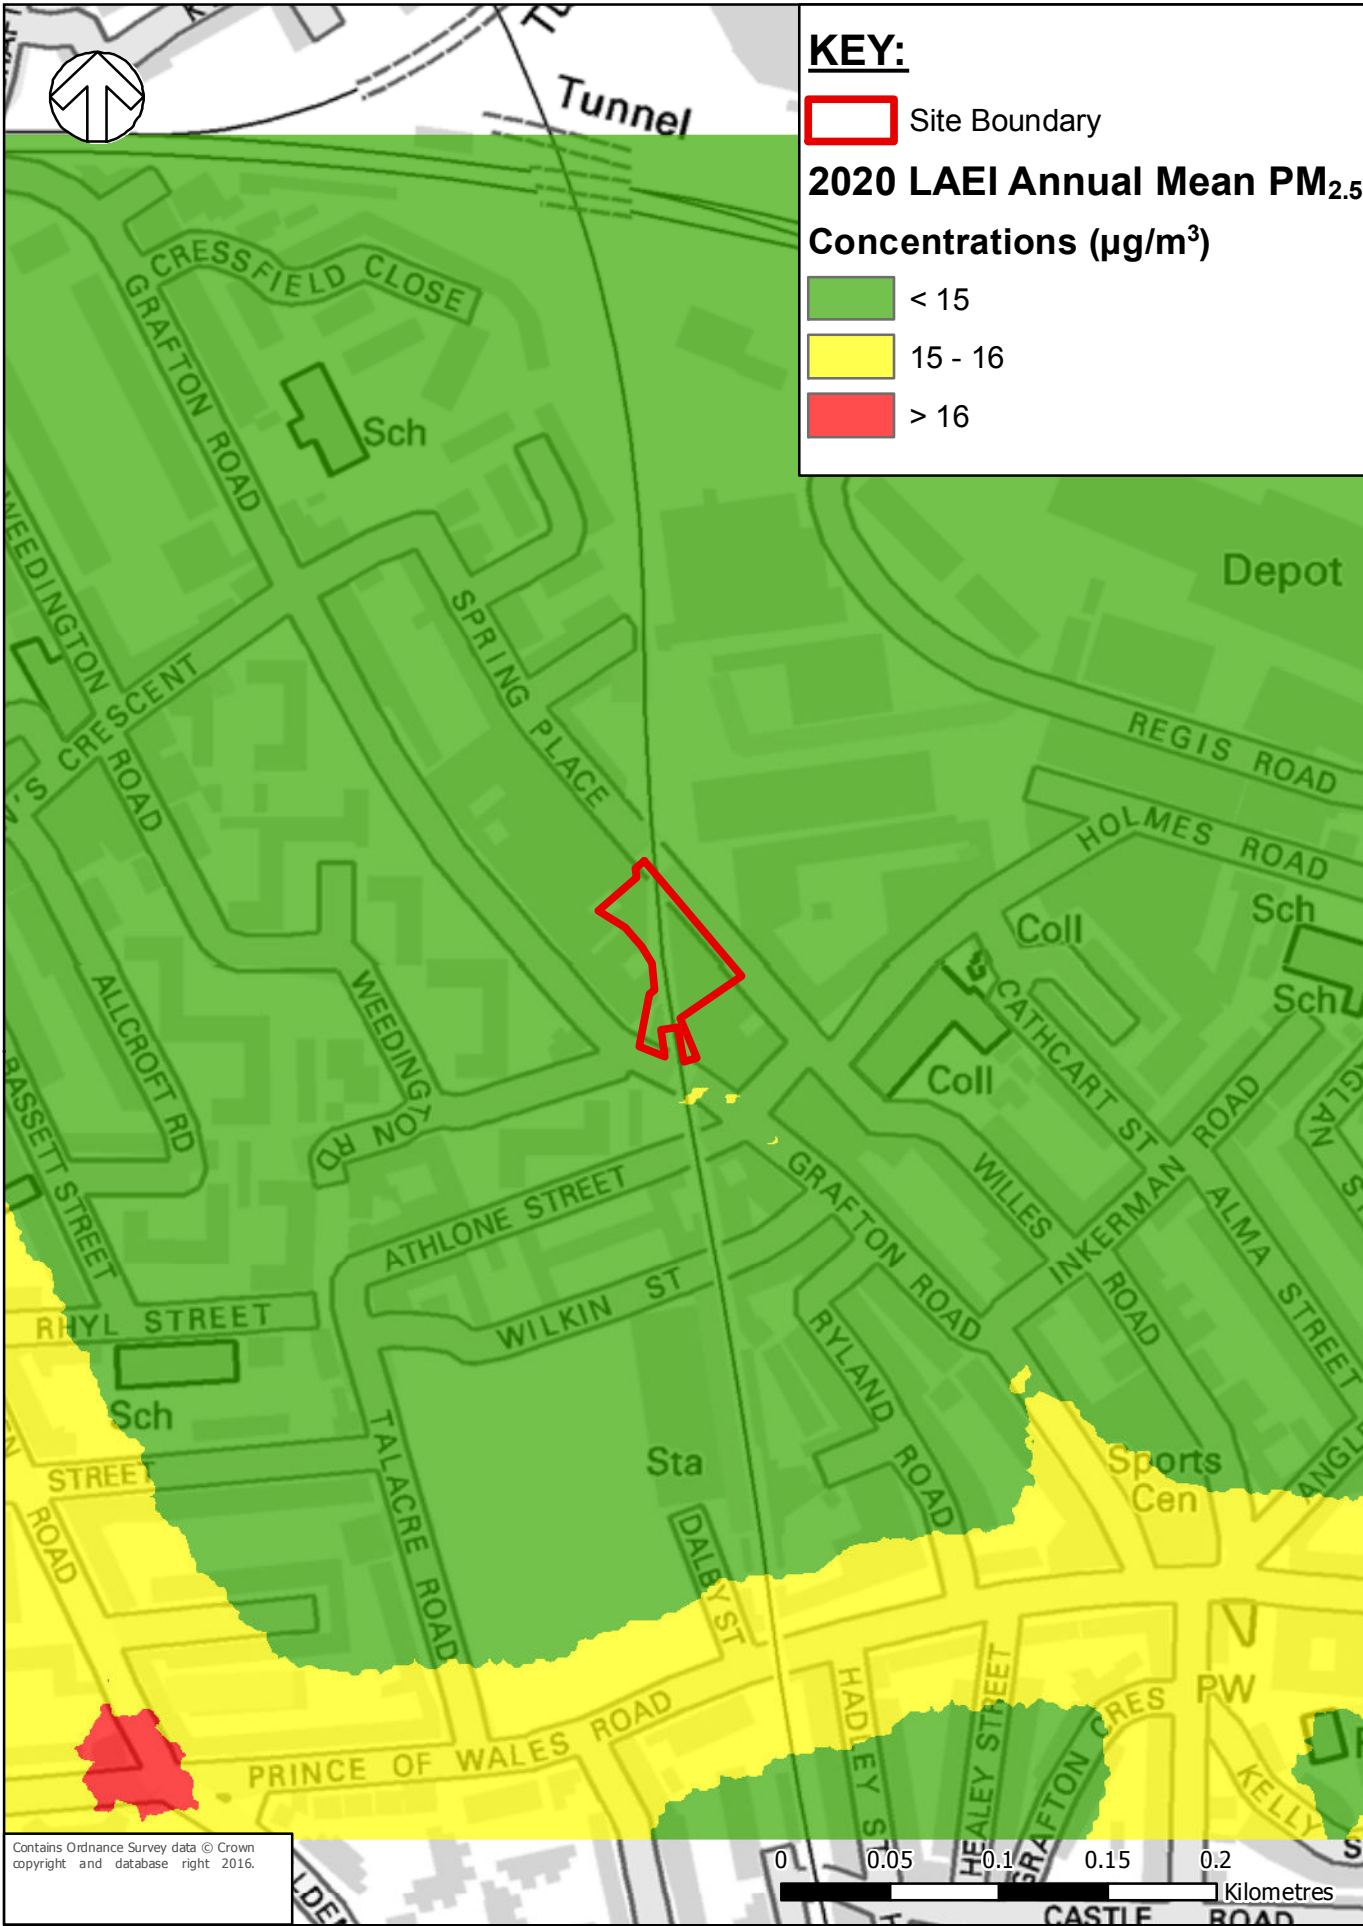 Tunnel
KEY:
Site Boundary
2020 LAEI Annual Mean PM2.5
Concentrations (µg/m³)
< 15
15 - 16
> 16
CRESSFIELD CLOSE
GRAFTON ROAD
Sch
Depot
WEEDINGTON ROAD
CRESCENT
SPRING PLACE
REGIS ROAD
HOLMES ROAD
Sch
Coll
Sch
ALLCROFT RD
WEEDINGTON RD
CATHCART ST
Coll
BASSETT STREET
ATHLONE STREET
GRAFTON ROAD
WILLES ROAD
INKERMAN ROAD
ALMA STREET
RHYL STREET
WILKIN ST
RYLAND ROAD
Sch
STREET
TALACRE ROAD
Sta
Sports
Cen
ROAD
DALBY ST
PRINCE OF WALES ROAD
HADLEY ST
HEALEY STREET
GRAFTON CRES
PW
KELLY
Contains Ordnance Survey data © Crown
copyright and database right 2016.
0 0.05 0.1 0.15 0.2
Kilometres
CASTLE ROAD